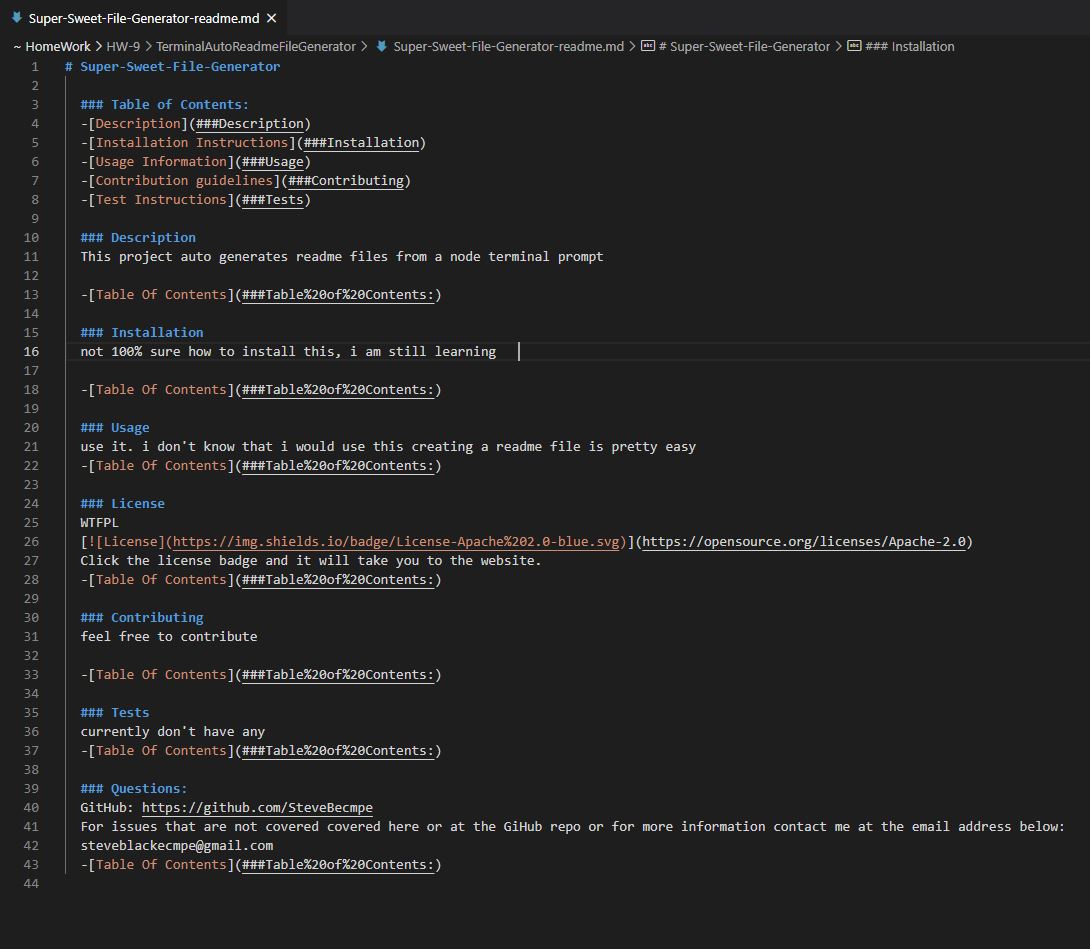 Super-Sweet-File-Generator-readme.md ×
~ HomeWork > HW-9 > TerminalAutoReadmeFileGenerator > Super-Sweet-File-Generator-readme.md > abc # Super-Sweet-File-Generator > abc ### Installation
1 # Super-Sweet-File-Generator
2
3 ### Table of Contents:
4 -[Description](###Description)
5 -[Installation Instructions](###Installation)
6 -[Usage Information](###Usage)
7 -[Contribution guidelines](###Contributing)
8 -[Test Instructions](###Tests)
9
10 ### Description
11 This project auto generates readme files from a node terminal prompt
12
13 -[Table Of Contents](###Table%20of%20Contents:)
14
15 ### Installation
16 not 100% sure how to install this, i am still learning
17
18 -[Table Of Contents](###Table%20of%20Contents:)
19
20 ### Usage
21 use it. i don't know that i would use this creating a readme file is pretty easy
22 -[Table Of Contents](###Table%20of%20Contents:)
23
24 ### License
25 WTFPL
26 [![License](https://img.shields.io/badge/License-Apache%202.0-blue.svg)](https://opensource.org/licenses/Apache-2.0)
27 Click the license badge and it will take you to the website.
28 -[Table Of Contents](###Table%20of%20Contents:)
29
30 ### Contributing
31 feel free to contribute
32
33 -[Table Of Contents](###Table%20of%20Contents:)
34
35 ### Tests
36 currently don't have any
37 -[Table Of Contents](###Table%20of%20Contents:)
38
39 ### Questions:
40 GitHub: https://github.com/SteveBecmpe
41 For issues that are not covered covered here or at the GiHub repo or for more information contact me at the email address below:
42 steveblackecmpe@gmail.com
43 -[Table Of Contents](###Table%20of%20Contents:)
44